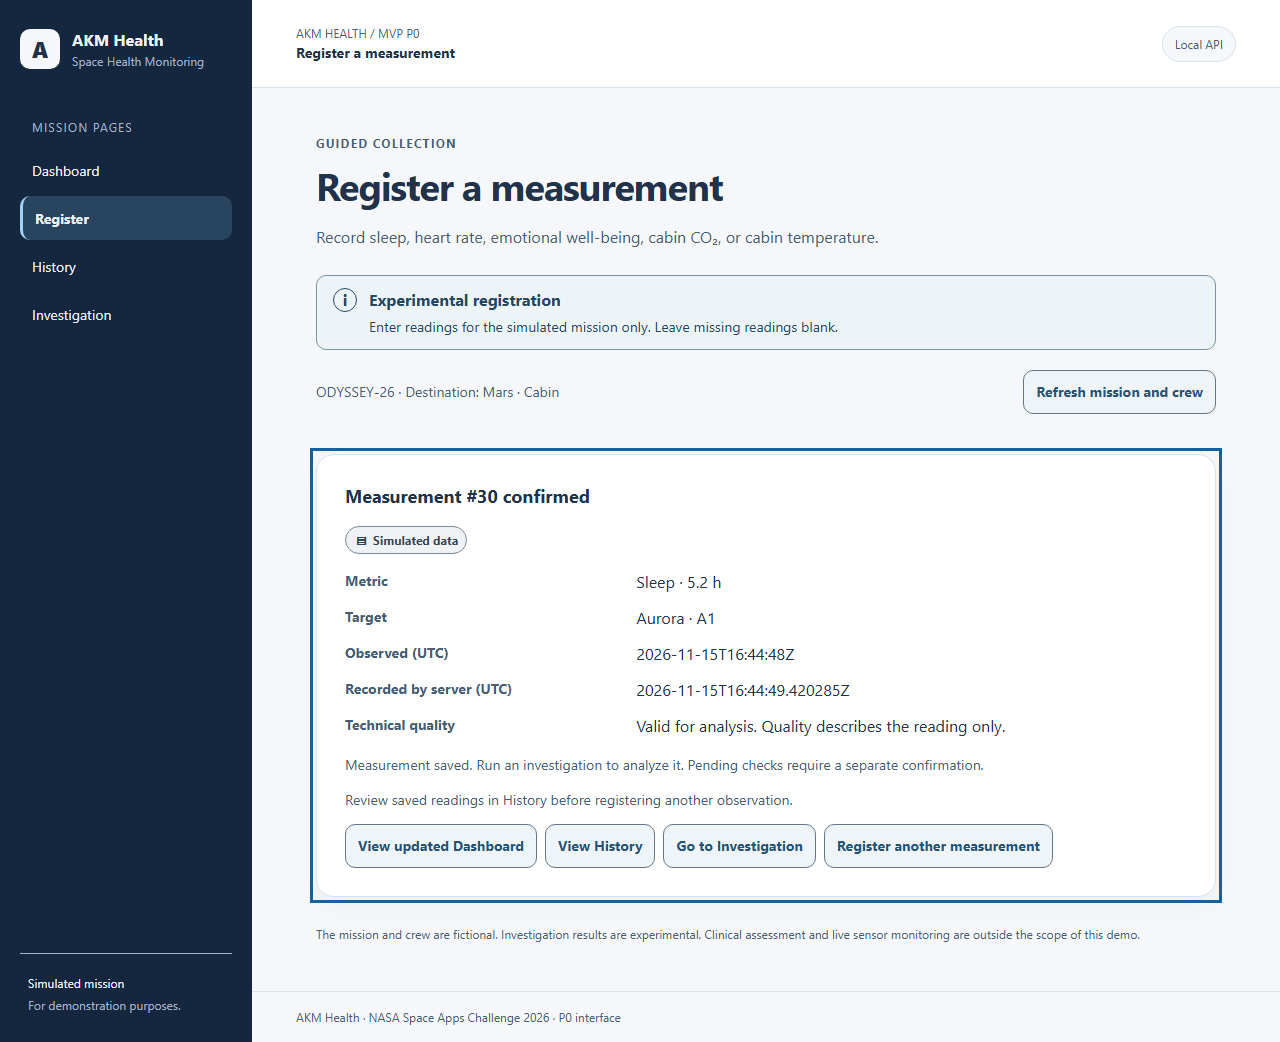 A
AKM Health
Space Health Monitoring
MISSION PAGES
Dashboard
Register
History
Investigation
Simulated mission
For demonstration purposes.
AKM HEALTH / MVP P0
Register a measurement
Local API
GUIDED COLLECTION
Register a measurement
Record sleep, heart rate, emotional well-being, cabin CO₂, or cabin temperature.
i
Experimental registration
Enter readings for the simulated mission only. Leave missing readings blank.
ODYSSEY-26 · Destination: Mars · Cabin
Refresh mission and crew
Measurement #30 confirmed
Simulated data
Metric
Sleep · 5.2 h
Target
Aurora · A1
Observed (UTC)
2026-11-15T16:44:48Z
Recorded by server (UTC)
2026-11-15T16:44:49.420285Z
Technical quality
Valid for analysis. Quality describes the reading only.
Measurement saved. Run an investigation to analyze it. Pending checks require a separate confirmation.
Review saved readings in History before registering another observation.
View updated Dashboard
View History
Go to Investigation
Register another measurement
The mission and crew are fictional. Investigation results are experimental. Clinical assessment and live sensor monitoring are outside the scope of this demo.
AKM Health · NASA Space Apps Challenge 2026 · P0 interface